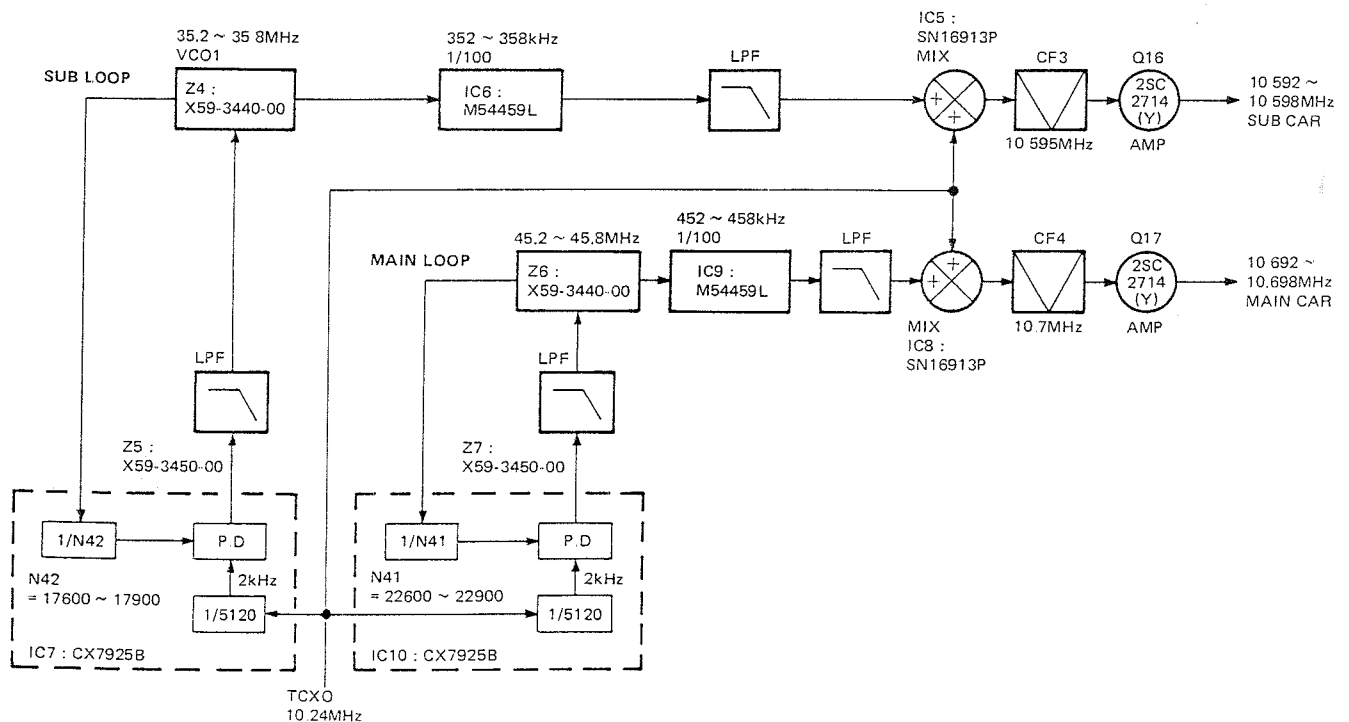 35.2 ~ 35 8MHz
VCO1
SUB LOOP
Z4 :
X59-3440-00
352 ~ 358kHz
1/100
IC6 :
M54459L
LPF
IC5 :
SN16913P
MIX
+
+
CF3
10 595MHz
Q16
2SC
2714
(Y)
AMP
10 592 ~
10 598MHz
SUB CAR
MAIN LOOP
45.2 ~ 45.8MHz
Z6 :
X59-3440-00
452 ~ 458kHz
1/100
IC9 :
M54459L
LPF
+
+
MIX
IC8 :
SN16913P
CF4
10.7MHz
Q17
2SC
2714
(Y)
AMP
10 692 ~
10.698MHz
MAIN CAR
LPF
Z5 :
X59-3450-00
1/N42
P.D
N42
= 17600 ~ 17900
2kHz
1/5120
IC7 : CX7925B
LPF
Z7 :
X59-3450-00
1/N41
P.D
N41
= 22600 ~ 22900
2kHz
1/5120
IC10 : CX7925B
TCXO
10.24MHz